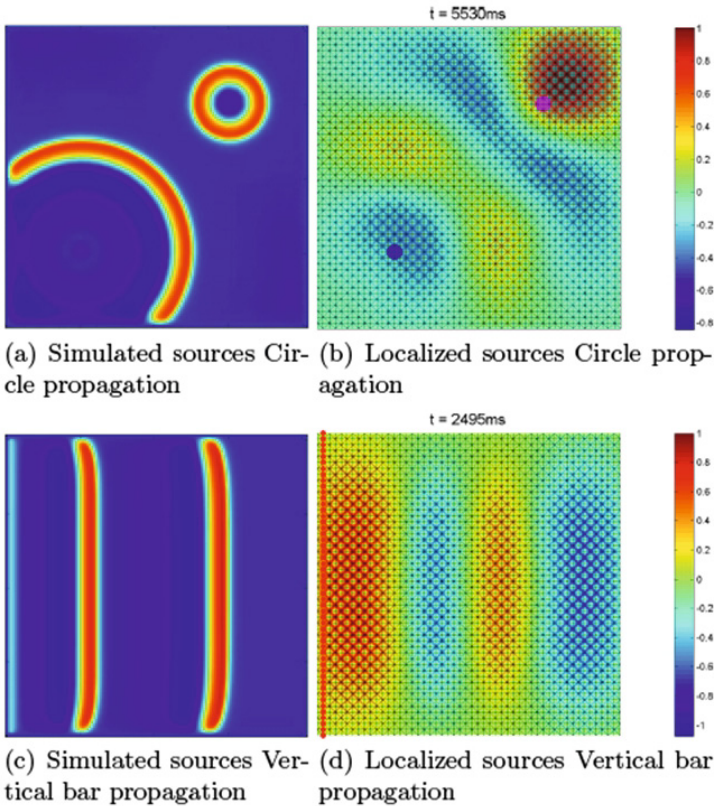 t = 5530ms
1
0.8
0.6
0.4
0.2
0
-0.2
-0.4
-0.6
-0.8
(a) Simulated sources Cir-
cle propagation
(b) Localized sources Circle prop-
agation
t = 2495ms
1
0.8
0.6
0.4
0.2
0
-0.2
-0.4
-0.6
-0.8
-1
(c) Simulated sources Ver-
tical bar propagation
(d) Localized sources Vertical bar
propagation